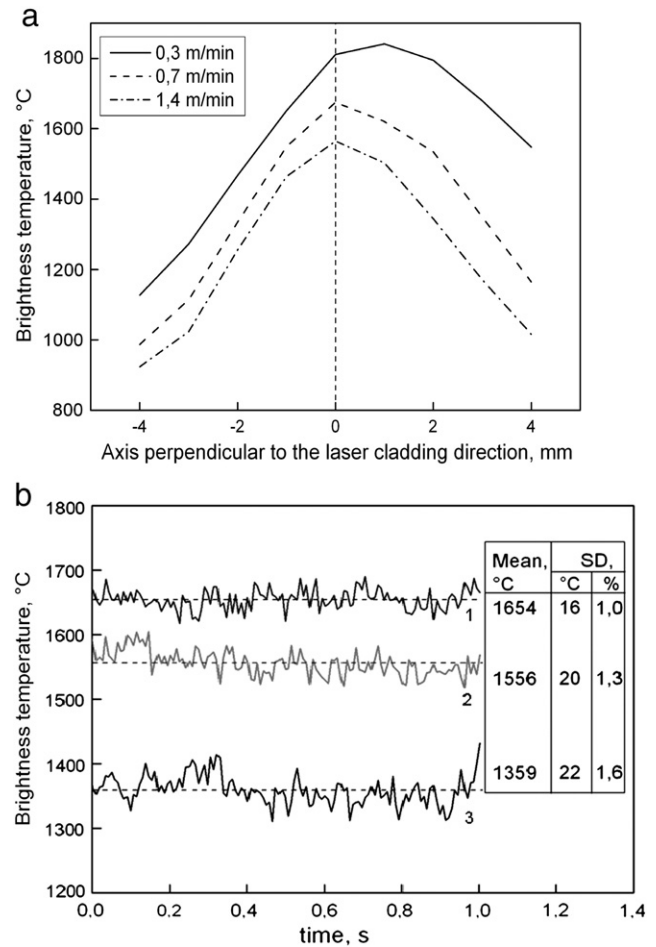 a
0,3 m/min
0,7 m/min
1,4 m/min
Brightness temperature, °C
1800
1600
1400
1200
1000
800
-4 -2 0 2 4
Axis perpendicular to the laser cladding direction, mm
b
Brightness temperature, °C
1800
1700
1600
1500
1400
1300
1200
1
2
3
Mean, SD,
°C °C %
1654 16 1,0
1556 20 1,3
1359 22 1,6
0,0 0,2 0,4 0,6 0,8 1,0 1,2 1,4
time, s